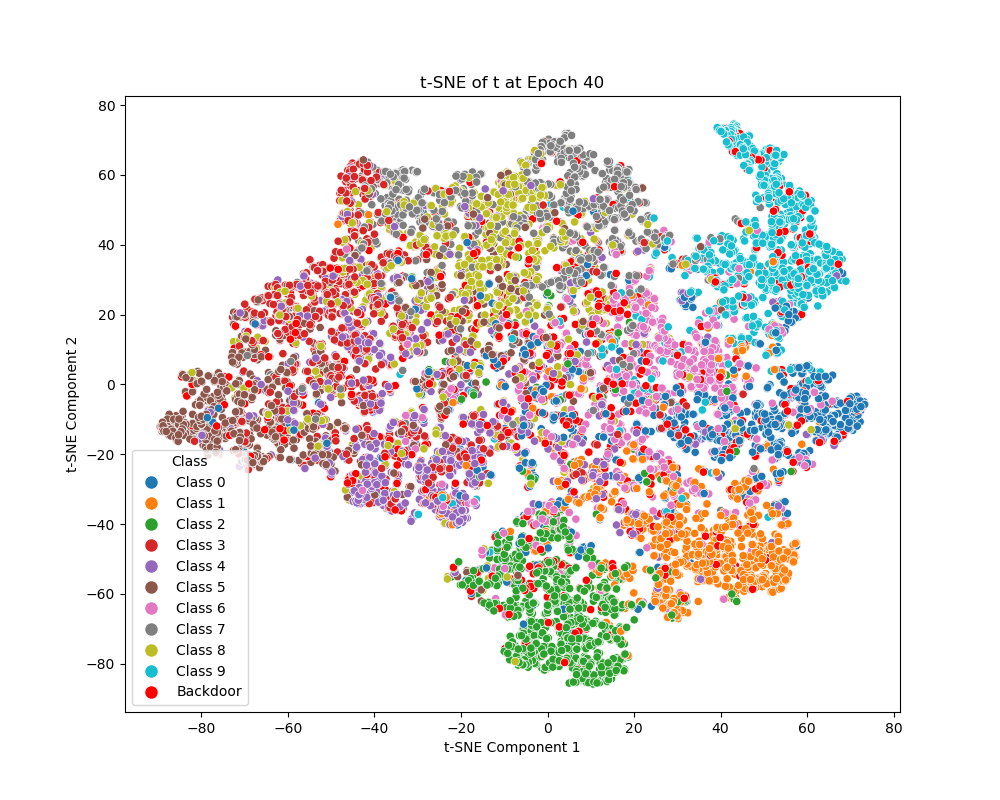 t-SNE of t at Epoch 40
t-SNE Component 2
80
60
40
20
0
−20
−40
−60
−80
Class
Class 0
Class 1
Class 2
Class 3
Class 4
Class 5
Class 6
Class 7
Class 8
Class 9
Backdoor
−80 −60 −40 −20 0 20 40 60 80
t-SNE Component 1